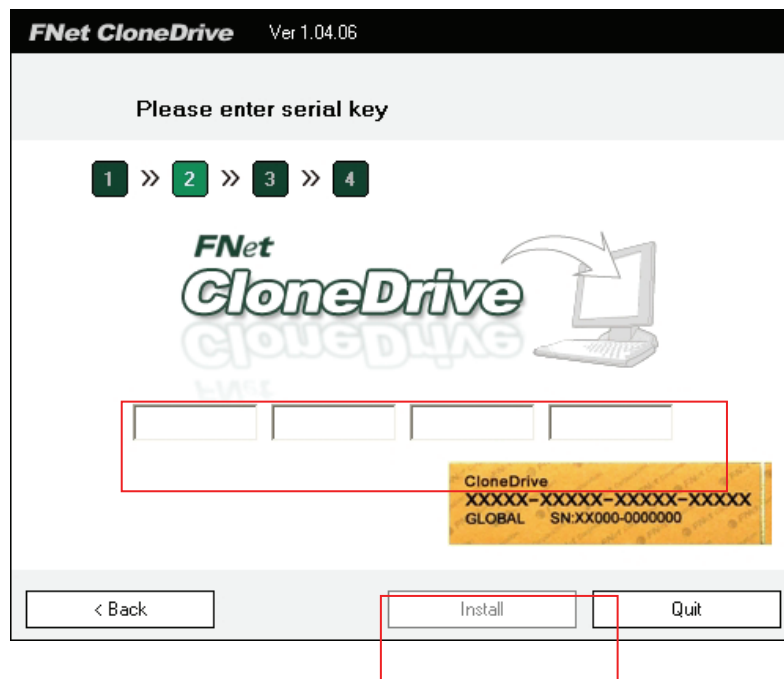 FNet CloneDrive Ver 1.04.06
Please enter serial key
1 » 2 » 3 » 4
FNet
CloneDrive
CloneDrive
XXXXX-XXXXX-XXXXX-XXXXX
GLOBAL SN:XX000-0000000
< Back Install Quit